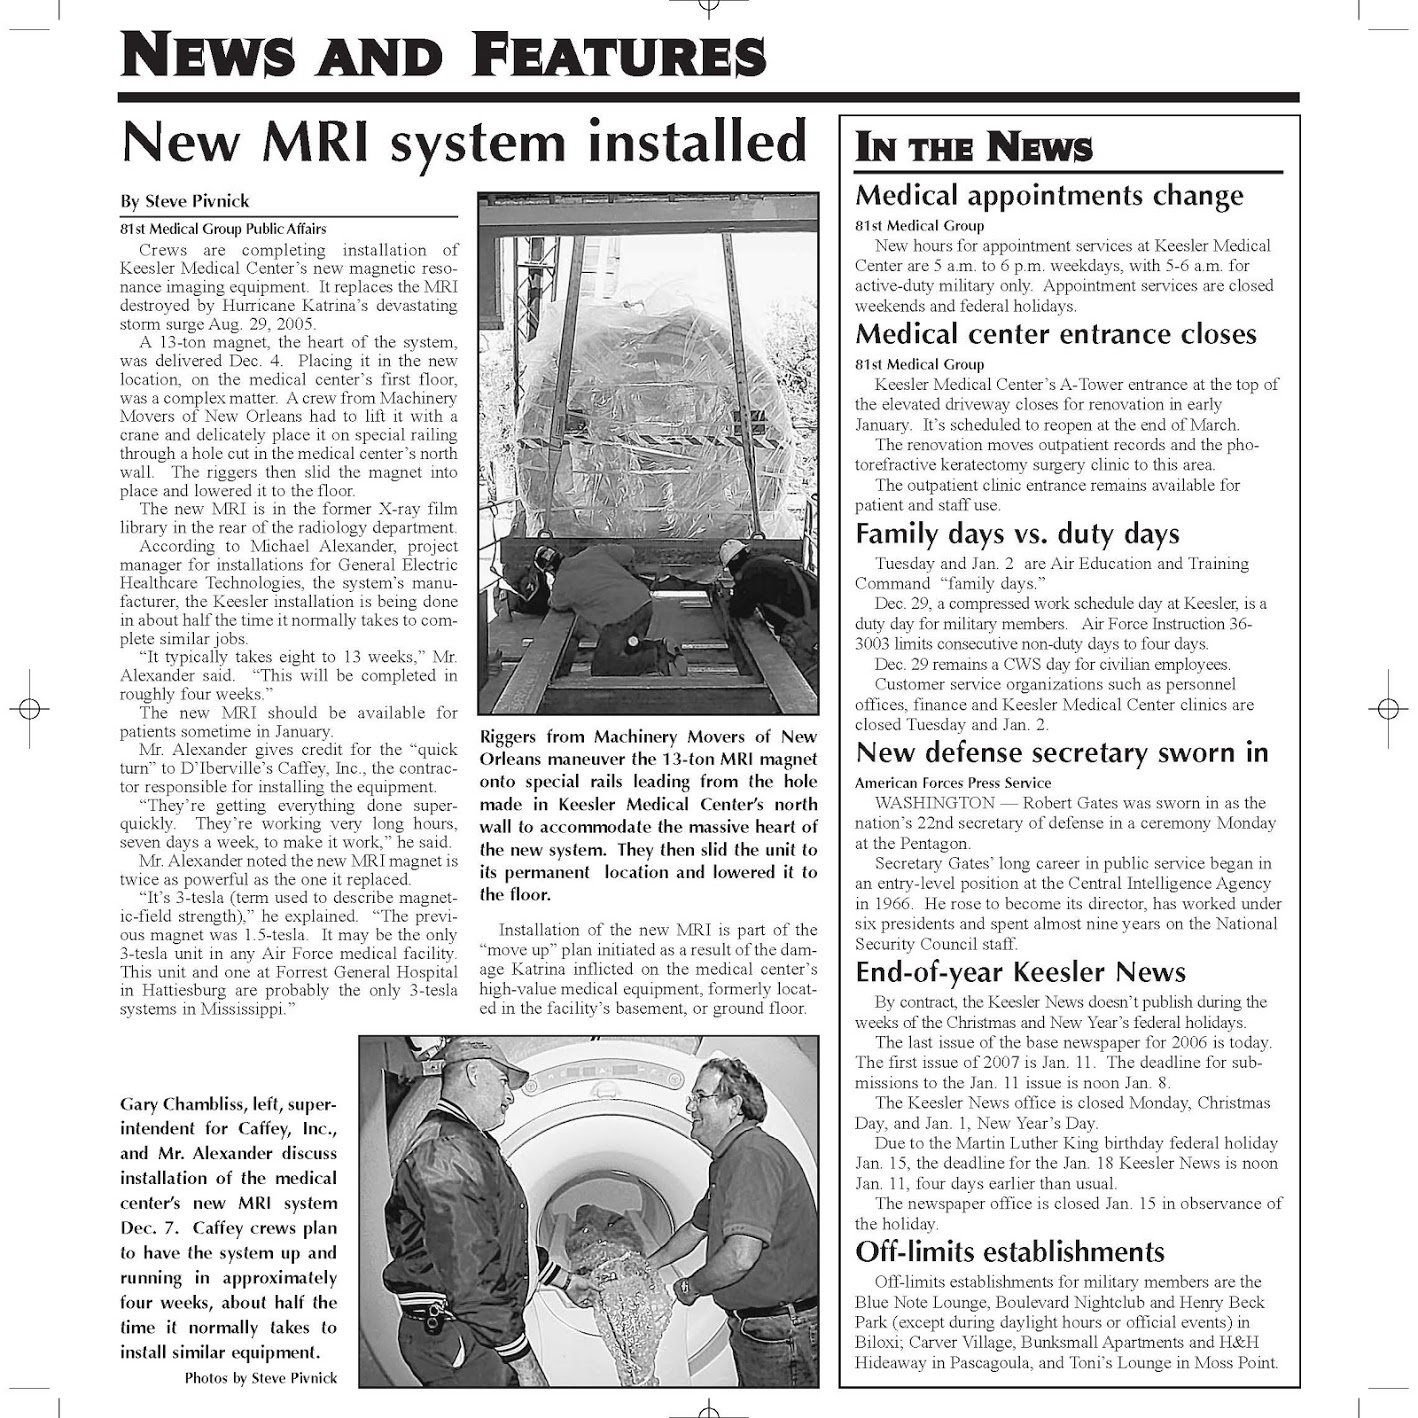 NEWS AND FEATURES
New MRI system installed
By Steve Pivnick
81st Medical Group Public Affairs
Crews are completing installation of
Keesler Medical Center's new magnetic reso-
nance imaging equipment. It replaces the MRI
destroyed by Hurricane Katrina's devastating
storm surge Aug. 29, 2005.
A 13-ton magnet, the heart of the system,
was delivered Dec. 4. Placing it in the new
location, on the medical center's first floor,
was a complex matter. A crew from Machinery
Movers of New Orleans had to lift it with a
crane and delicately place it on special railing
through a hole cut in the medical center's north
wall. The riggers then slid the magnet into
place and lowered it to the floor.
The new MRI is in the former X-ray film
library in the rear of the radiology department.
According to Michael Alexander, project
manager for installations for General Electric
Healthcare Technologies, the system's manu-
facturer, the Keesler installation is being done
in about half the time it normally takes to com-
plete similar jobs.
"It typically takes eight to 13 weeks," Mr.
Alexander said. "This will be completed in
roughly four weeks."
The new MRI should be available for
patients sometime in January.
Mr. Alexander gives credit for the "quick
turn" to D'Iberville's Caffey, Inc., the contrac-
tor responsible for installing the equipment.
"They're getting everything done super-
quickly. They're working very long hours,
seven days a week, to make it work," he said.
Mr. Alexander noted the new MRI magnet is
twice as powerful as the one it replaced.
"It's 3-tesla (term used to describe magnet-
ic-field strength)," he explained. "The previ-
ous magnet was 1.5-tesla. It may be the only
3-tesla unit in any Air Force medical facility.
This unit and one at Forrest General Hospital
in Hattiesburg are probably the only 3-tesla
systems in Mississippi."
Riggers from Machinery Movers of New
Orleans maneuver the 13-ton MRI magnet
onto special rails leading from the hole
made in Keesler Medical Center's north
wall to accommodate the massive heart of
the new system. They then slid the unit to
its permanent location and lowered it to
the floor.
Installation of the new MRI is part of the
"move up" plan initiated as a result of the dam-
age Katrina inflicted on the medical center's
high-value medical equipment, formerly locat-
ed in the facility's basement, or ground floor.
Gary Chambliss, left, super-
intendent for Caffey, Inc.,
and Mr. Alexander discuss
installation of the medical
center's new MRI system
Dec. 7. Caffey crews plan
to have the system up and
running in approximately
four weeks, about half the
time it normally takes to
install similar equipment.
Photos by Steve Pivnick
IN THE NEWS
Medical appointments change
81st Medical Group
New hours for appointment services at Keesler Medical
Center are 5 a.m. to 6 p.m. weekdays, with 5-6 a.m. for
active-duty military only. Appointment services are closed
weekends and federal holidays.
Medical center entrance closes
81st Medical Group
Keesler Medical Center's A-Tower entrance at the top of
the elevated driveway closes for renovation in early
January. It's scheduled to reopen at the end of March.
The renovation moves outpatient records and the pho-
torefractive keratectomy surgery clinic to this area.
The outpatient clinic entrance remains available for
patient and staff use.
Family days vs. duty days
Tuesday and Jan. 2 are Air Education and Training
Command "family days."
Dec. 29, a compressed work schedule day at Keesler, is a
duty day for military members. Air Force Instruction 36-
3003 limits consecutive non-duty days to four days.
Dec. 29 remains a CWS day for civilian employees.
Customer service organizations such as personnel
offices, finance and Keesler Medical Center clinics are
closed Tuesday and Jan. 2.
New defense secretary sworn in
American Forces Press Service
WASHINGTON — Robert Gates was sworn in as the
nation's 22nd secretary of defense in a ceremony Monday
at the Pentagon.
Secretary Gates' long career in public service began in
an entry-level position at the Central Intelligence Agency
in 1966. He rose to become its director, has worked under
six presidents and spent almost nine years on the National
Security Council staff.
End-of-year Keesler News
By contract, the Keesler News doesn't publish during the
weeks of the Christmas and New Year's federal holidays.
The last issue of the base newspaper for 2006 is today.
The first issue of 2007 is Jan. 11. The deadline for sub-
missions to the Jan. 11 issue is noon Jan. 8.
The Keesler News office is closed Monday, Christmas
Day, and Jan. 1, New Year's Day.
Due to the Martin Luther King birthday federal holiday
Jan. 15, the deadline for the Jan. 18 Keesler News is noon
Jan. 11, four days earlier than usual.
The newspaper office is closed Jan. 15 in observance of
the holiday.
Off-limits establishments
Off-limits establishments for military members are the
Blue Note Lounge, Boulevard Nightclub and Henry Beck
Park (except during daylight hours or official events) in
Biloxi; Carver Village, Bunksmall Apartments and H&H
Hideaway in Pascagoula, and Toni's Lounge in Moss Point.